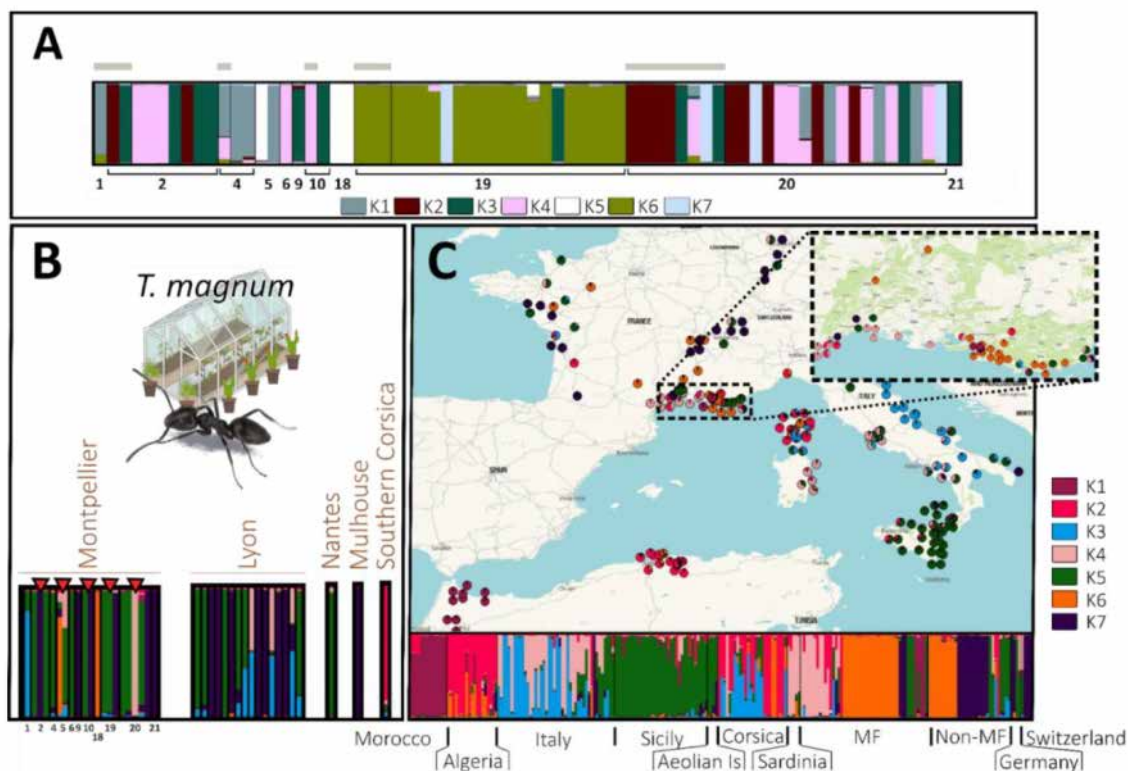 A
1 2 4 5 6 9 10 18 19 20 21
K1 K2 K3 K4 K5 K6 K7
B
T. magnum
Montpellier
Lyon
Nantes
Mulhouse
Southern Corsica
1 2 4 5 6 9 10 19 20 21
18
C
FRANCE
SPAIN
ITALY
TUNISIA
K1
K2
K3
K4
K5
K6
K7
Morocco Italy Sicily Corsica MF Non-MF Switzerland
Algeria Aeolian Is Sardinia Germany